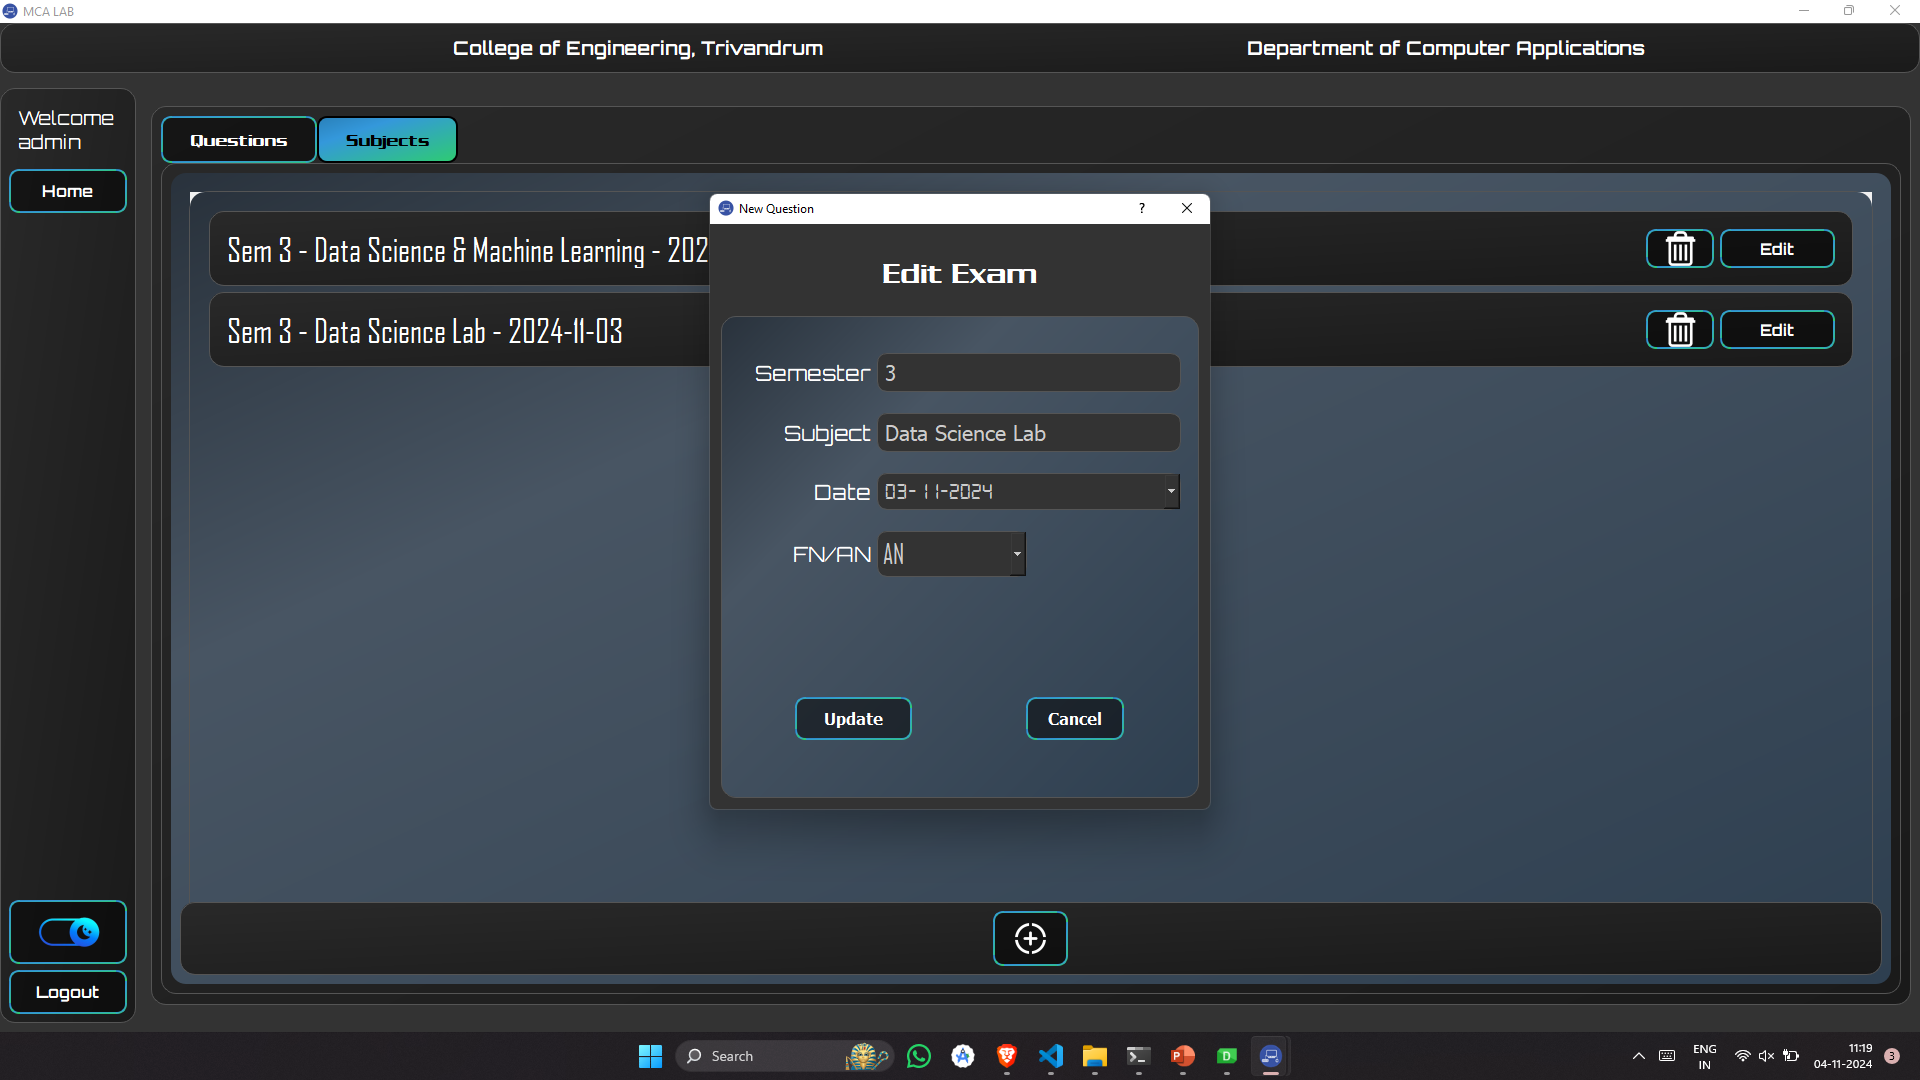 MCA LAB
College of Engineering, Trivandrum
Department of Computer Applications
Welcome
admin
Home
Questions
Subjects
Sem 3 - Data Science & Machine Learning - 202
Edit
Sem 3 - Data Science Lab - 2024-11-03
Edit
New Question
?
Edit Exam
Semester 3
Subject Data Science Lab
Date 03-11-2024
FN/AN AN
Update
Cancel
Logout
Search
ENG
IN
11:19
04-11-2024
3